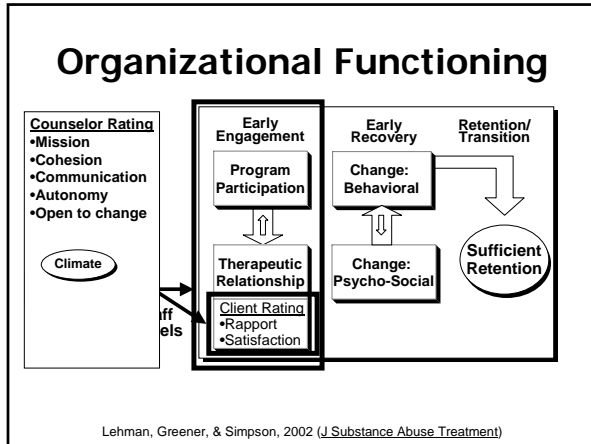 Organizational Functioning
Counselor Rating
•Mission
•Cohesion
•Communication
•Autonomy
•Open to change
Climate
Early
Engagement
Program
Participation
Therapeutic
Relationship
Client Rating
•Rapport
•Satisfaction
Early
Recovery
Change:
Behavioral
Change:
Psycho-Social
Retention/
Transition
Sufficient
Retention
Lehman, Greener, & Simpson, 2002 (J Substance Abuse Treatment)